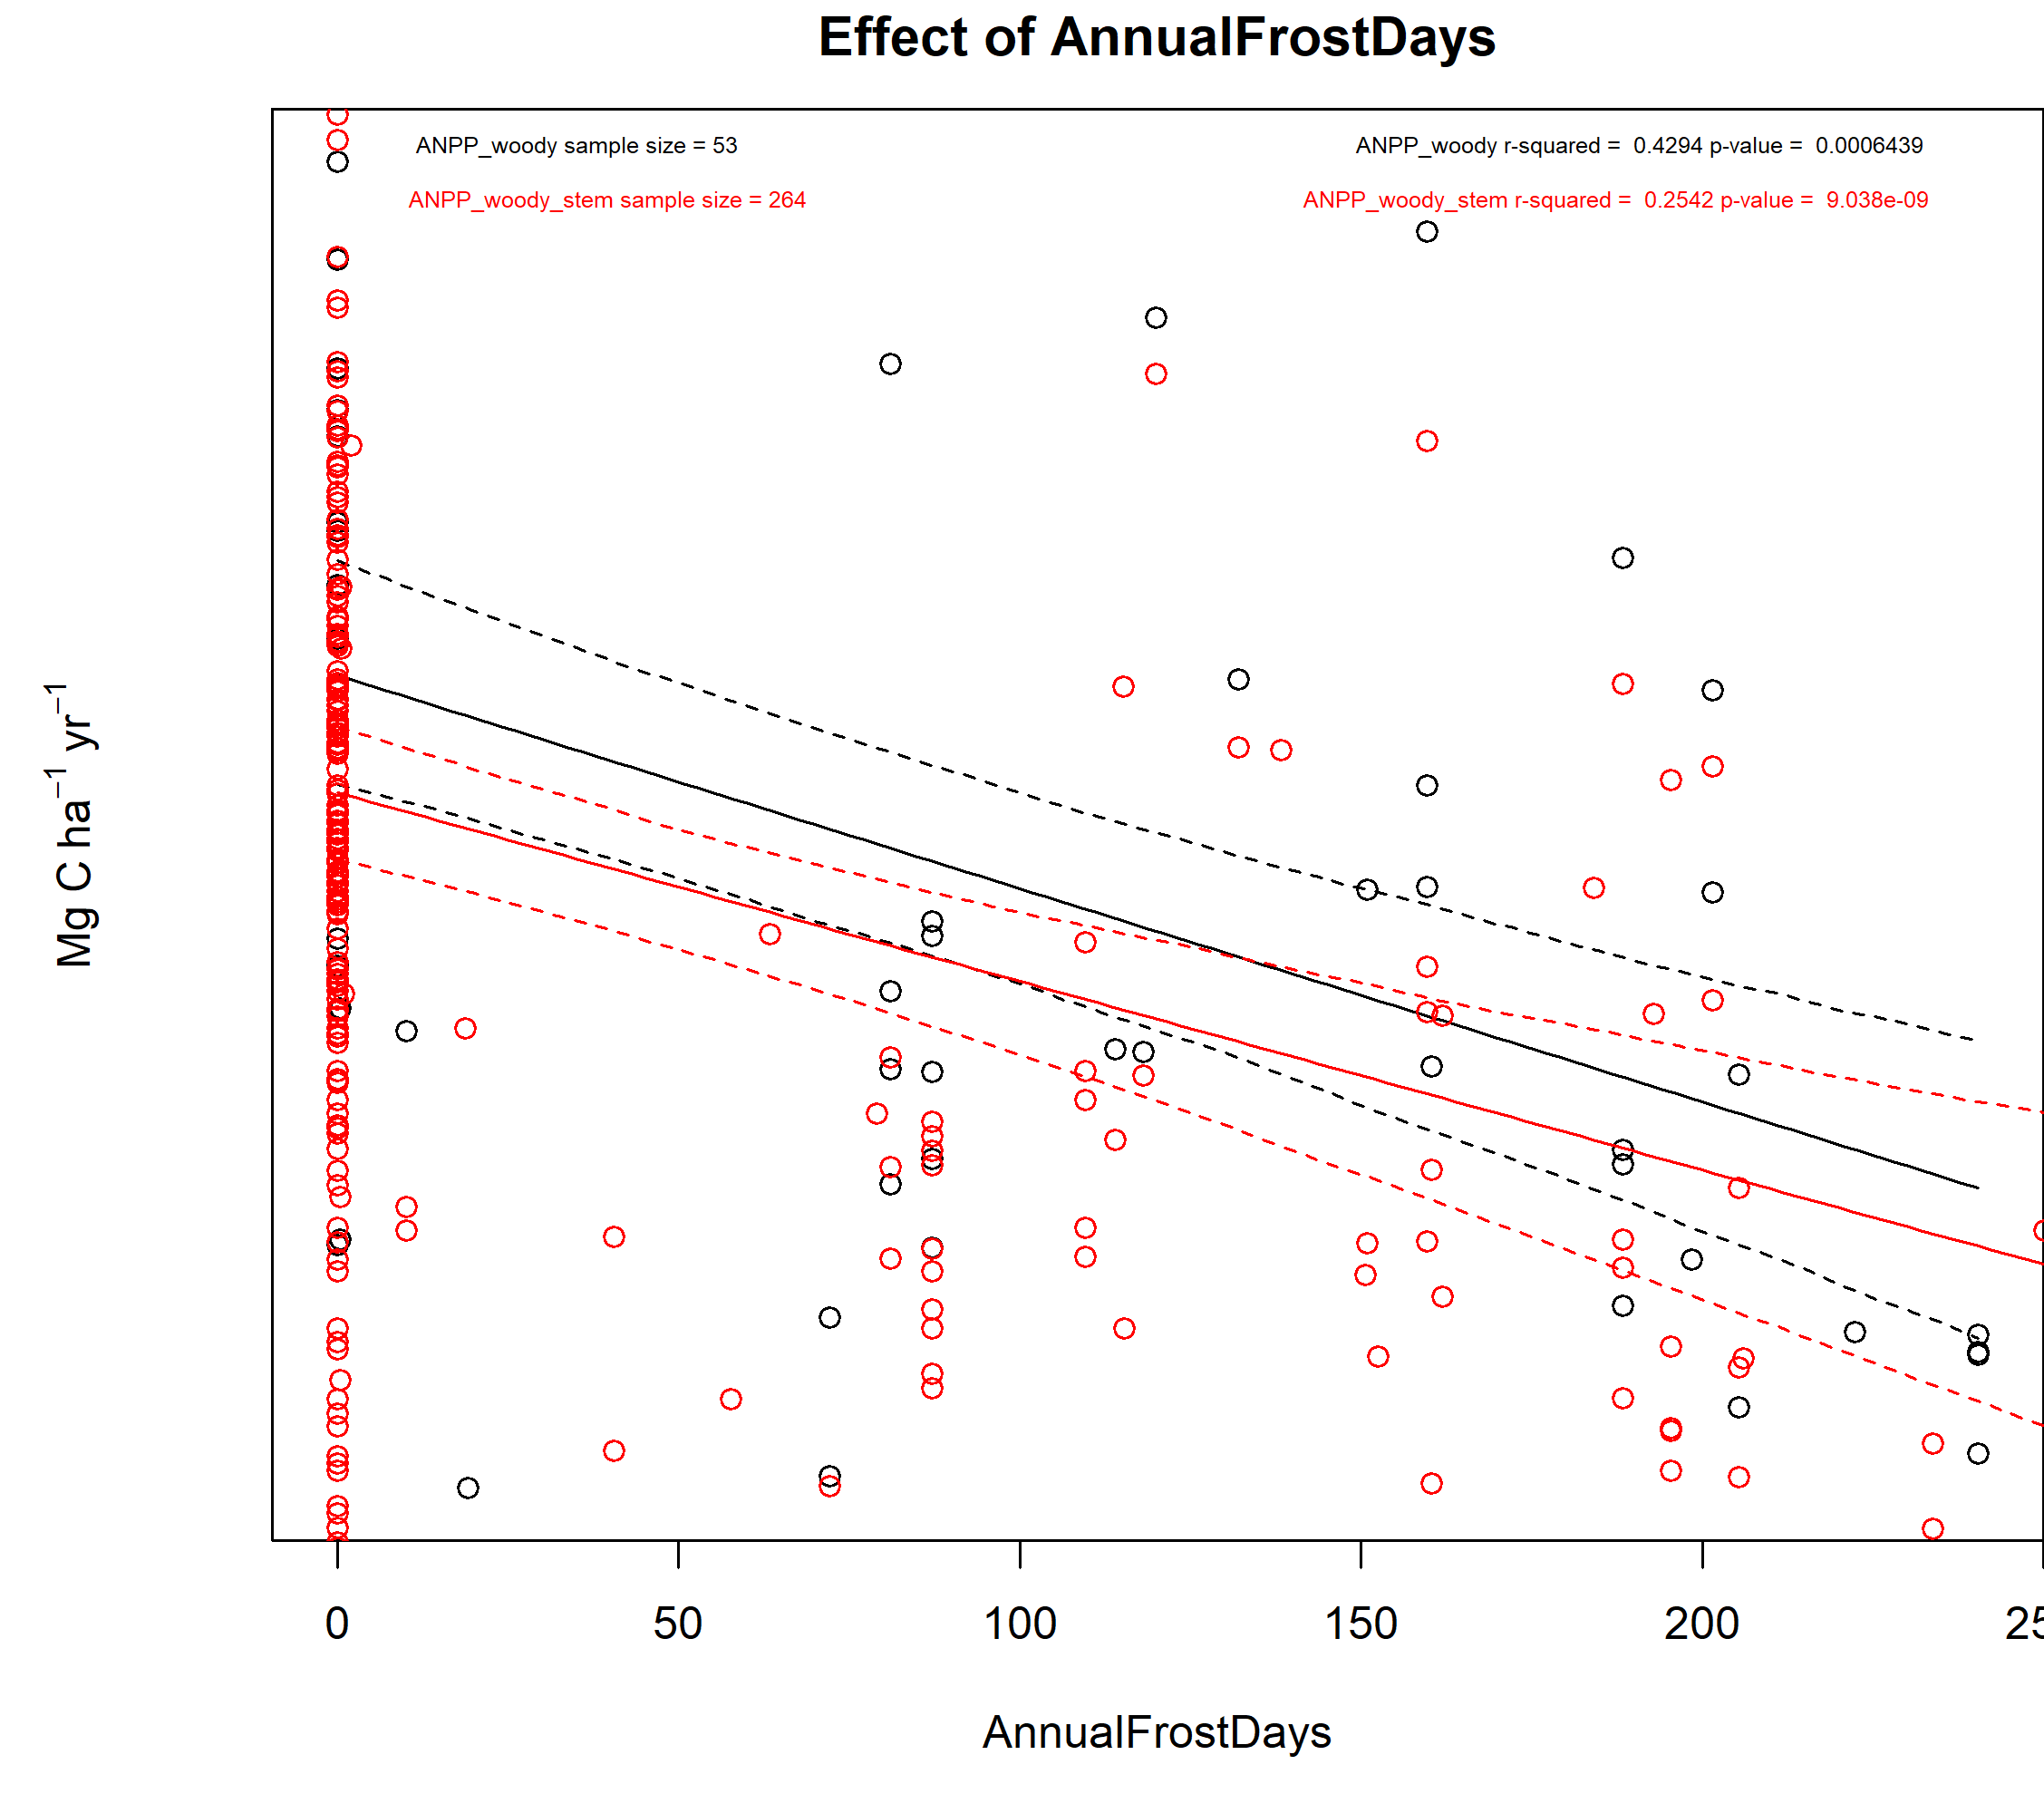 Effect of AnnualFrostDays
ANPP_woody sample size = 53
ANPP_woody r-squared = 0.4294 p-value = 0.0006439
ANPP_woody_stem sample size = 264
ANPP_woody_stem r-squared = 0.2542 p-value = 9.038e-09
Mg C ha⁻¹ yr⁻¹
0 50 100 150 200 25
AnnualFrostDays